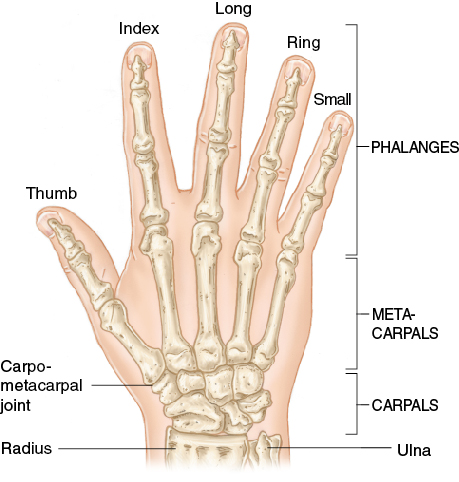 Long
Index
Ring
Small
PHALANGES
Thumb
META-
CARPALS
Carpo-
metacarpal
joint
CARPALS
Radius
Ulna